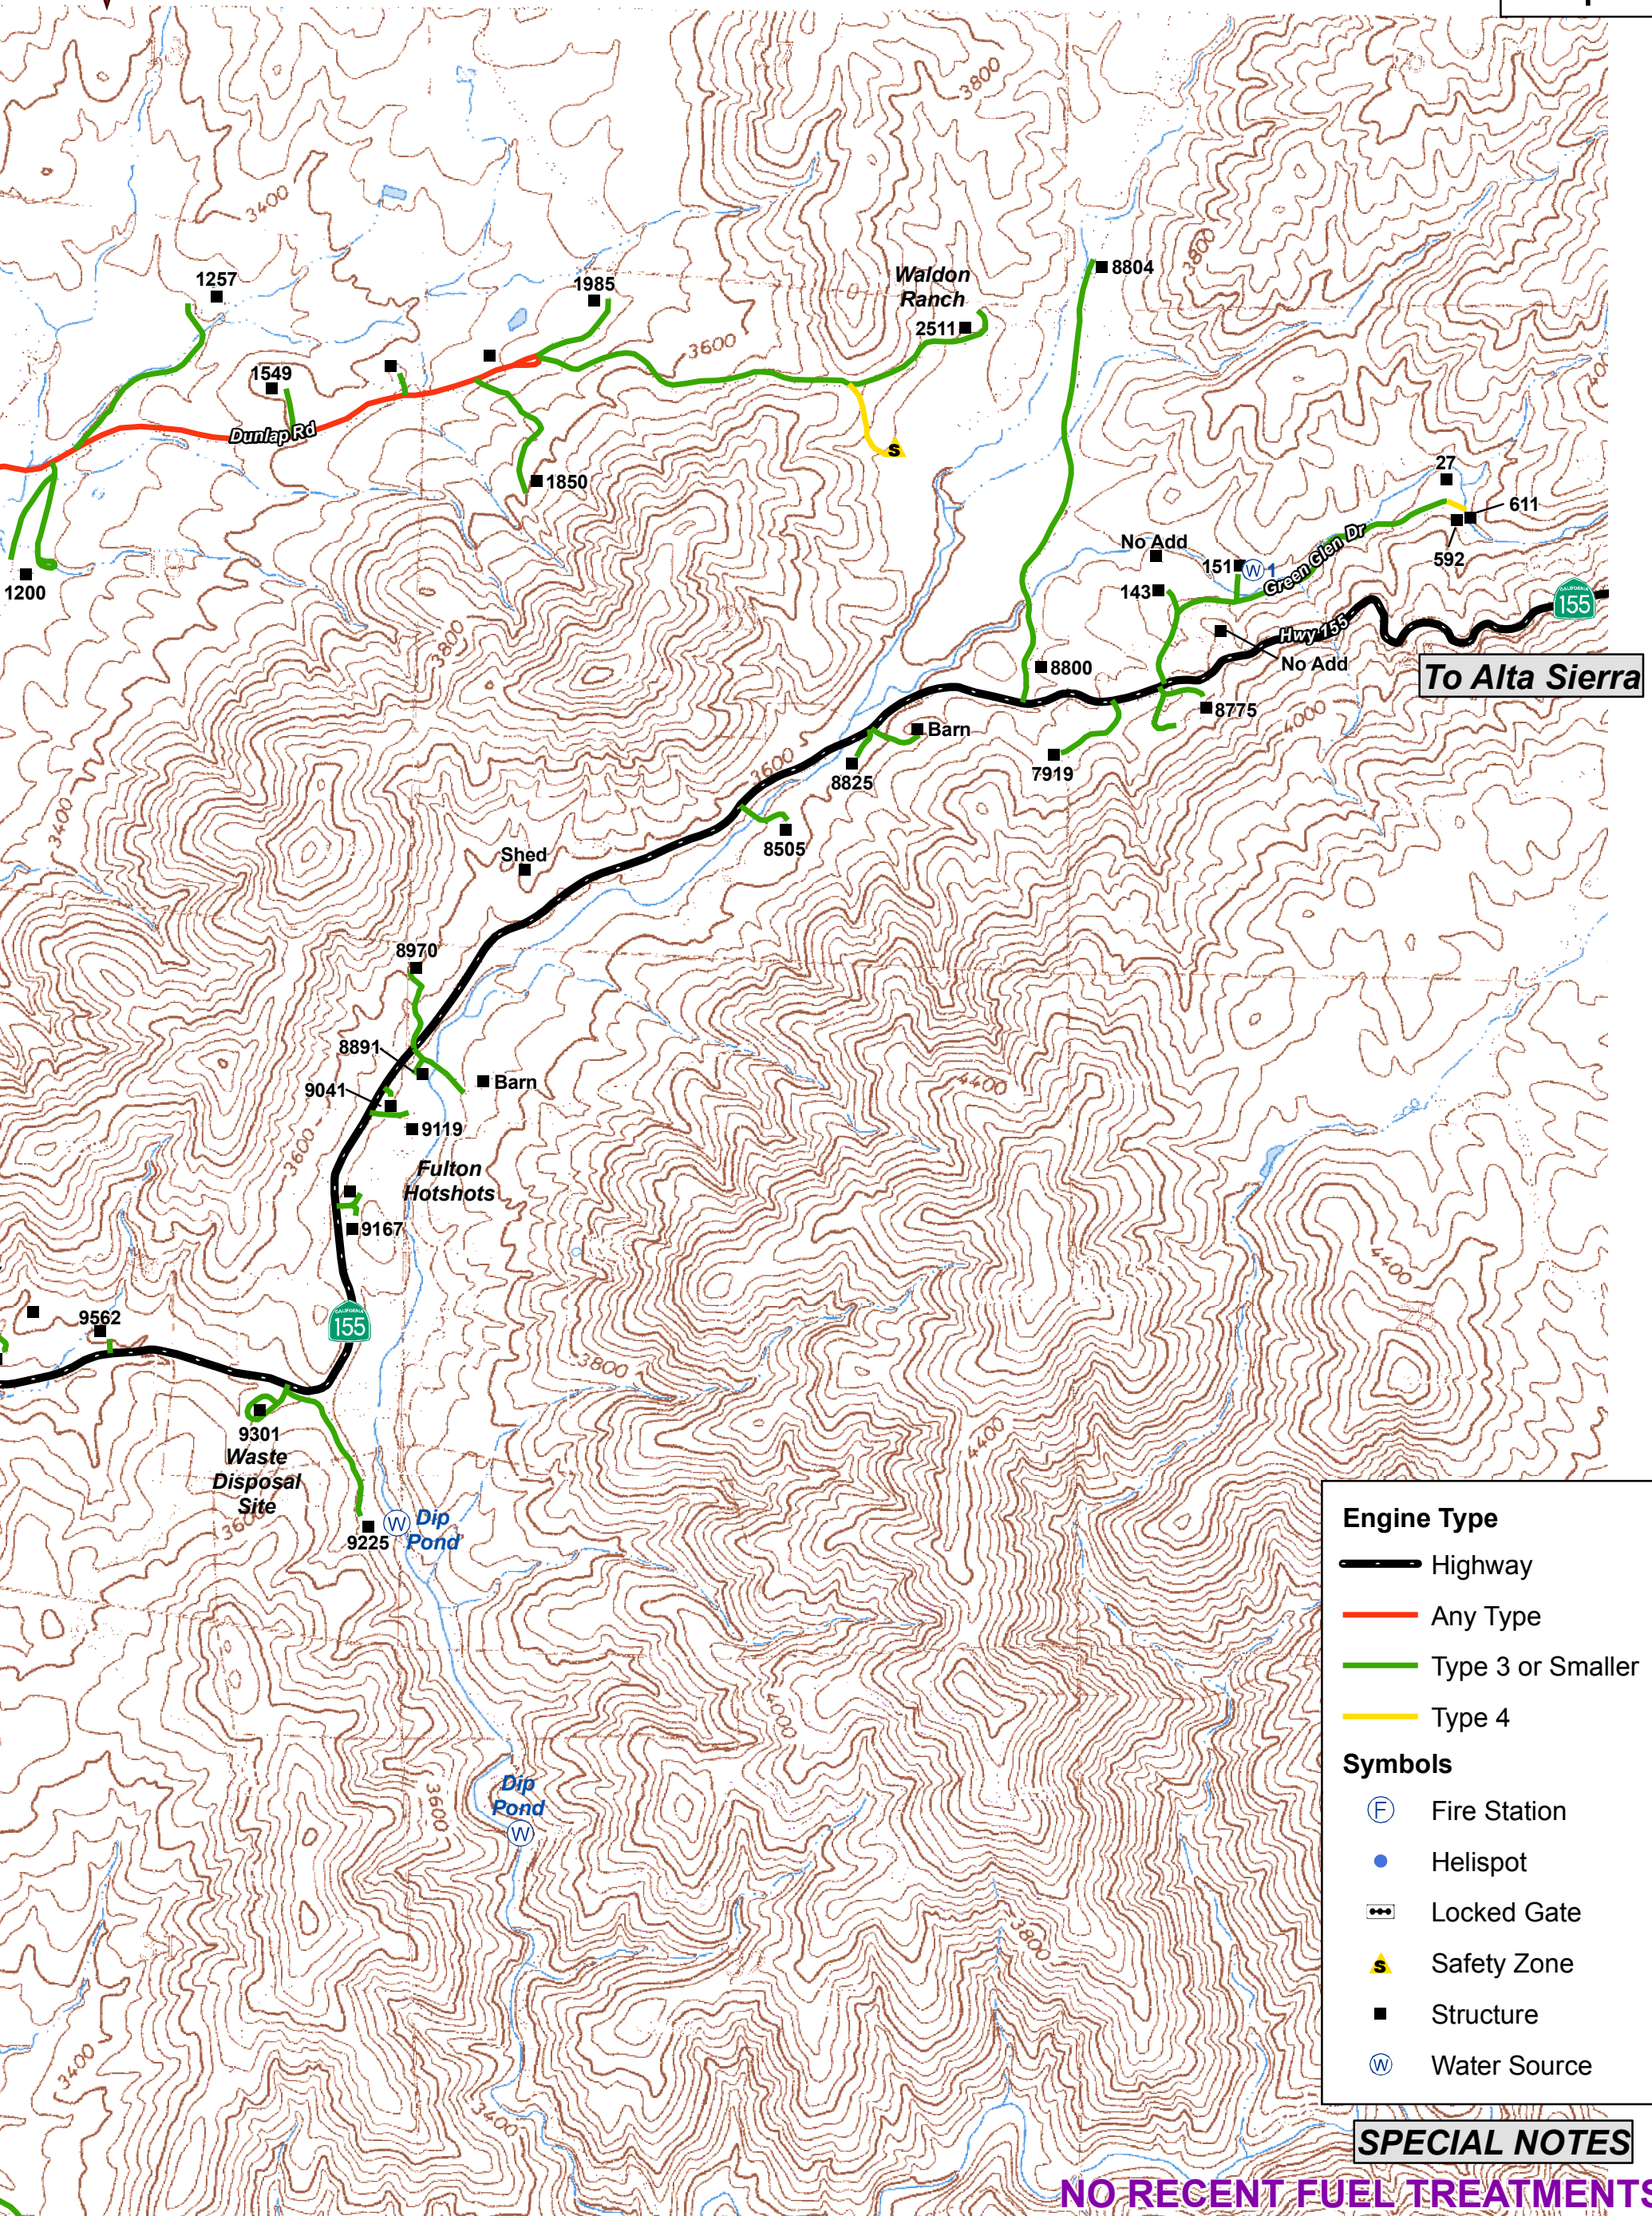 3800
3400
3800
1257
1985
Waldon
Ranch
2511
8804
3600
1549
Dunlap Rd
1850
27
611
592
No Add
151
W 1
Green Glen Dr
143
1200
S
CALIFORNIA
155
Hwy 155
No Add
To Alta Sierra
3800
8800
8775
4000
Barn
3600
8825
7919
3400
8505
Shed
8970
8891
4400
9041
Barn
9119
3600
Fulton
Hotshots
9167
4400
9562
CALIFORNIA
155
3800
9301
Waste
Disposal
Site
4400
3600
9225
W
Dip
Pond
4000
3600
Dip
Pond
W
3800
3400
3400
Engine Type
Highway
Any Type
Type 3 or Smaller
Type 4
Symbols
F Fire Station
Helispot
Locked Gate
S Safety Zone
Structure
W Water Source
SPECIAL NOTES
NO RECENT FUEL TREATMENTS